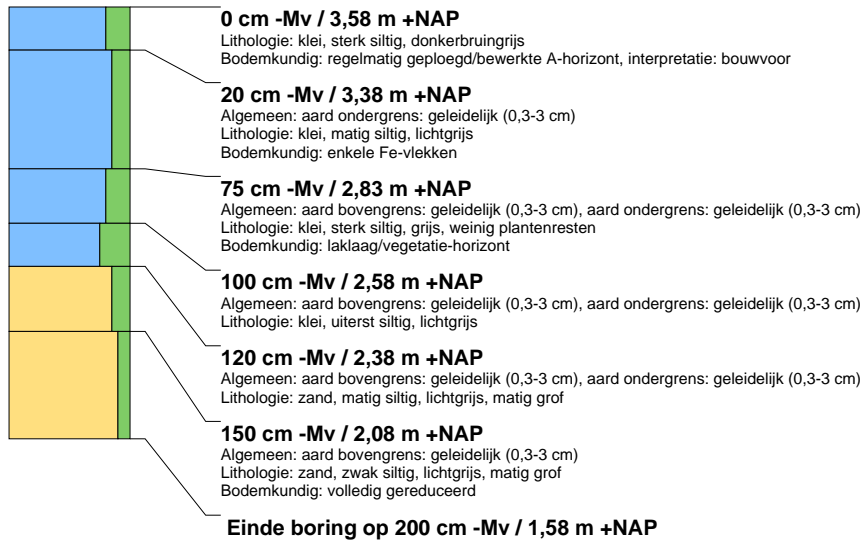 0 cm -Mv / 3,58 m +NAP
Lithologie: klei, sterk siltig, donkerbruingrijs
Bodemkundig: regelmatig geploegd/bewerkte A-horizont, interpretatie: bouwvoor
20 cm -Mv / 3,38 m +NAP
Algemeen: aard ondergrens: geleidelijk (0,3-3 cm)
Lithologie: klei, matig siltig, lichtgrijs
Bodemkundig: enkele Fe-vlekken
75 cm -Mv / 2,83 m +NAP
Algemeen: aard bovengrens: geleidelijk (0,3-3 cm), aard ondergrens: geleidelijk (0,3-3 cm)
Lithologie: klei, sterk siltig, grijs, weinig plantenresten
Bodemkundig: laklaag/vegetatie-horizont
100 cm -Mv / 2,58 m +NAP
Algemeen: aard bovengrens: geleidelijk (0,3-3 cm), aard ondergrens: geleidelijk (0,3-3 cm)
Lithologie: klei, uiterst siltig, lichtgrijs
120 cm -Mv / 2,38 m +NAP
Algemeen: aard bovengrens: geleidelijk (0,3-3 cm), aard ondergrens: geleidelijk (0,3-3 cm)
Lithologie: zand, matig siltig, lichtgrijs, matig grof
150 cm -Mv / 2,08 m +NAP
Algemeen: aard bovengrens: geleidelijk (0,3-3 cm)
Lithologie: zand, zwak siltig, lichtgrijs, matig grof
Bodemkundig: volledig gereduceerd
Einde boring op 200 cm -Mv / 1,58 m +NAP